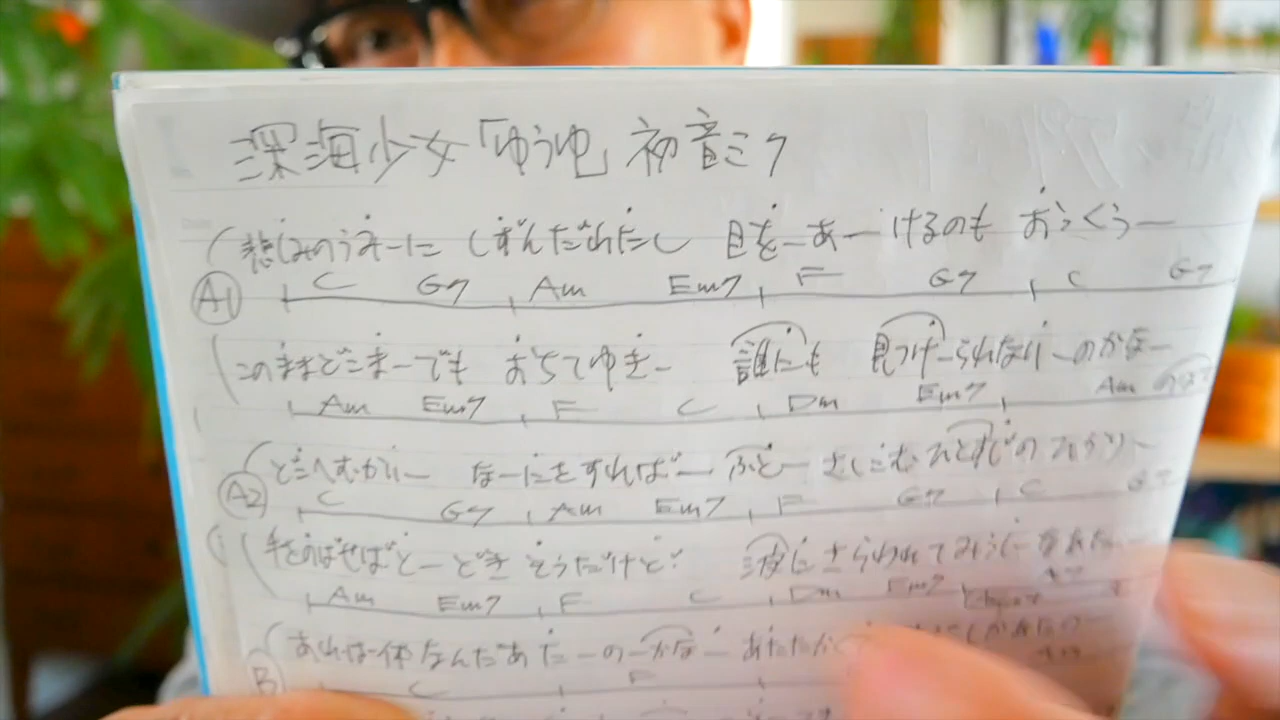 深海少女「ゆうゆ」初音ミク
悲しみのうみーに しずんだわたし 目をーあーけるのも おっくうー
A1 C G7 Am Em7 F G7 C G7
このままどこまーでも おちてゆきー 誰にも 見つけーられないーのかなー
Am Em7 F C Dm Em7 Am
A2 どこへむかいー なーにをすればー ふとー さしこむひとすじのひかりー
C G7 Am Em7 F G7 C G7
手をのばせばとーどき そうだけど 波にさらわれてみうし
Am Em7 F C Dm Em7
B あれは一体なんだあたーのーかなー あたたかく
C F